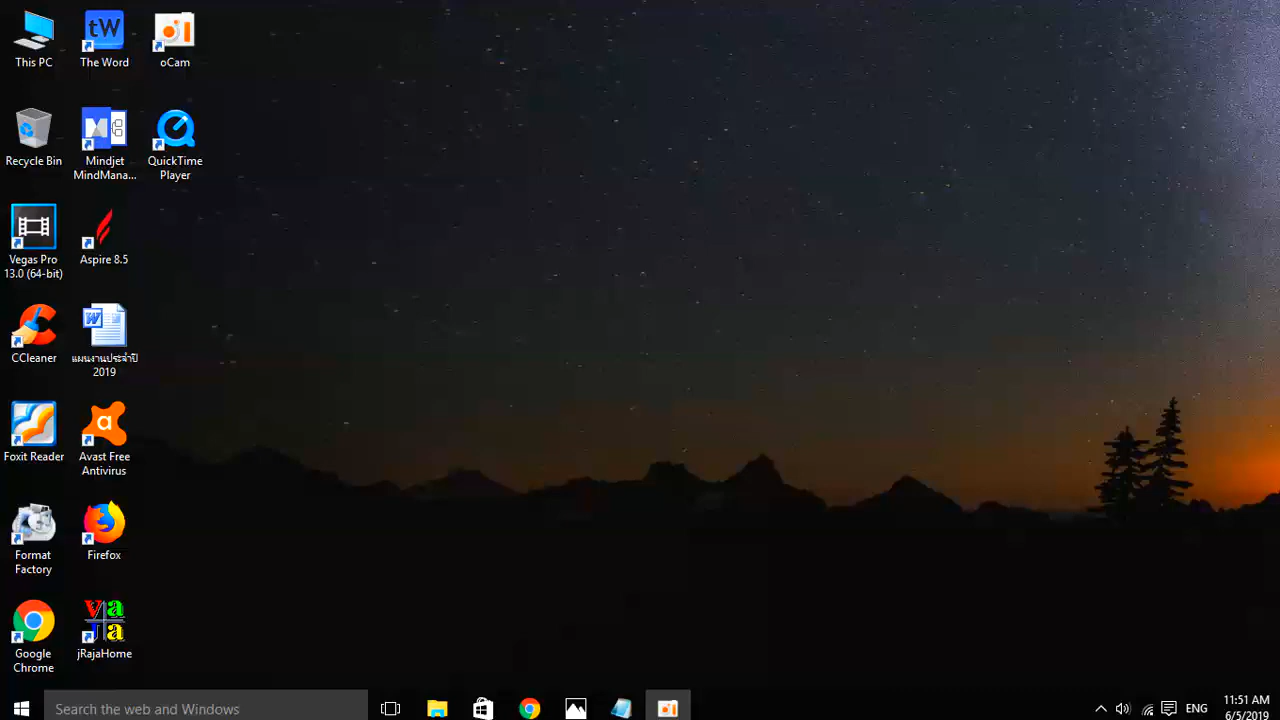 This PC
tW
The Word
oCam
Recycle Bin
Mindjet
MindMana...
QuickTime
Player
Vegas Pro
13.0 (64-bit)
Aspire 8.5
CCleaner
แผนงานประจำปี
2019
Foxit Reader
Avast Free
Antivirus
Format
Factory
Firefox
Google
Chrome
va
Ja
jRajaHome
Search the web and Windows
ENG
11:51 AM
6/5/2019